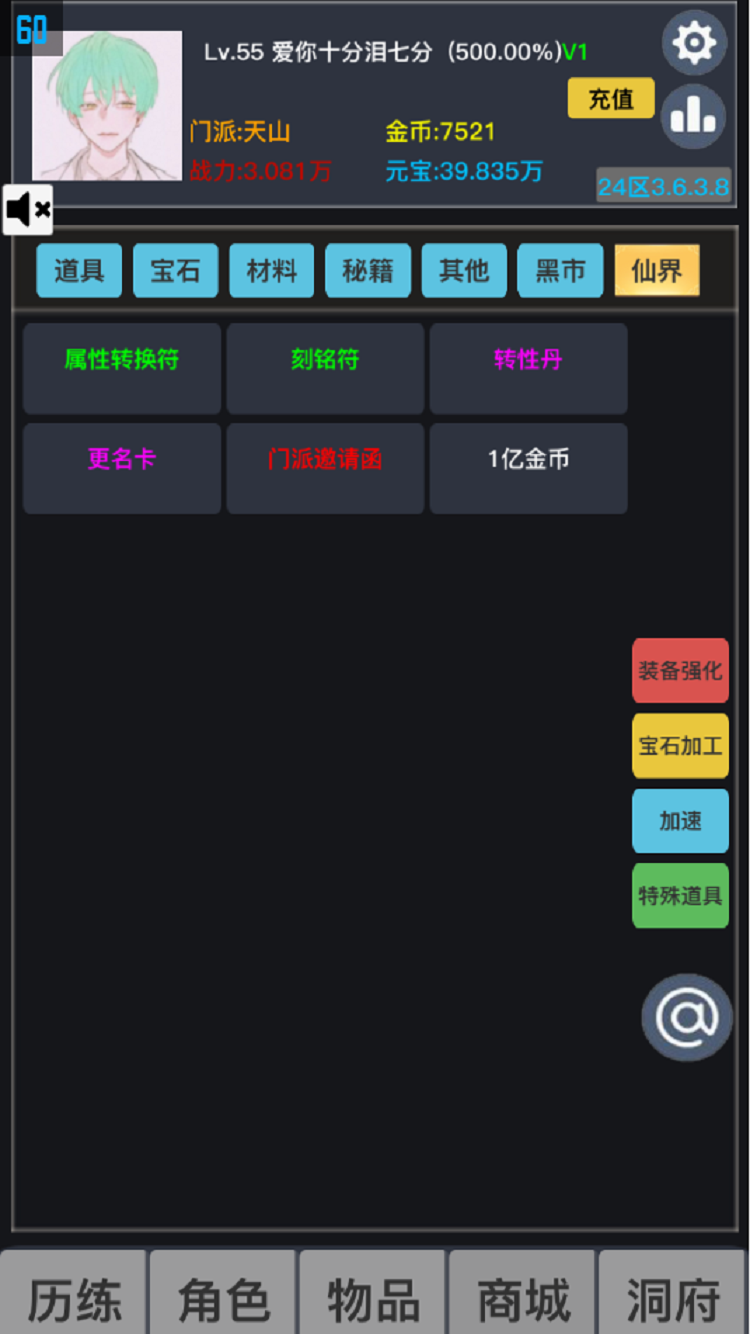 60
Lv.55 爱你十分泪七分 (500.00%)V1
充值
门派:天山 金币:7521
战力:3.081万 元宝:39.835万
24区3.6.3.8
道具 宝石 材料 秘籍 其他 黑市 仙界
属性转换符 刻铭符 转性丹
更名卡 门派邀请函 1亿金币
装备强化
宝石加工
加速
特殊道具
@
历练 角色 物品 商城 洞府